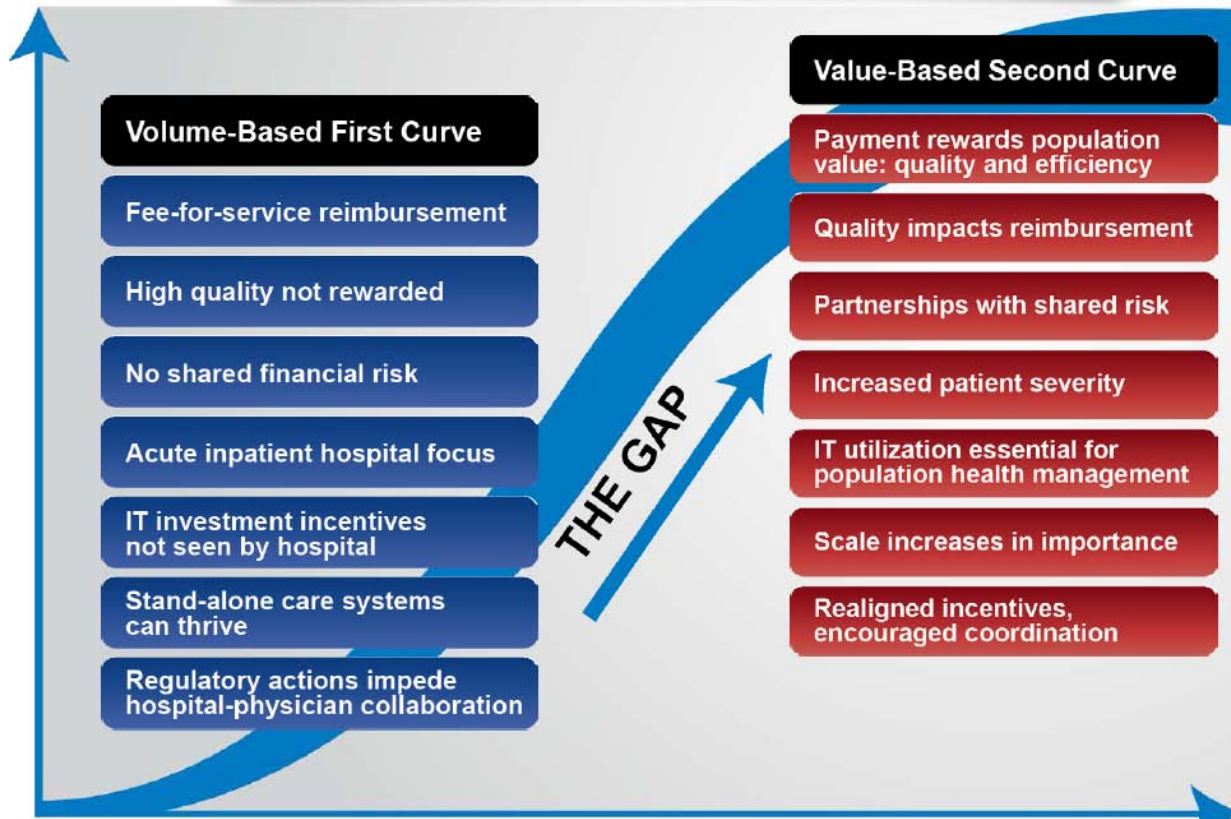 Volume-Based First Curve
Fee-for-service reimbursement
High quality not rewarded
No shared financial risk
Acute inpatient hospital focus
IT investment incentives
not seen by hospital
Stand-alone care systems
can thrive
Regulatory actions impede
hospital-physician collaboration
THE GAP
Value-Based Second Curve
Payment rewards population
value: quality and efficiency
Quality impacts reimbursement
Partnerships with shared risk
Increased patient severity
IT utilization essential for
population health management
Scale increases in importance
Realigned incentives,
encouraged coordination